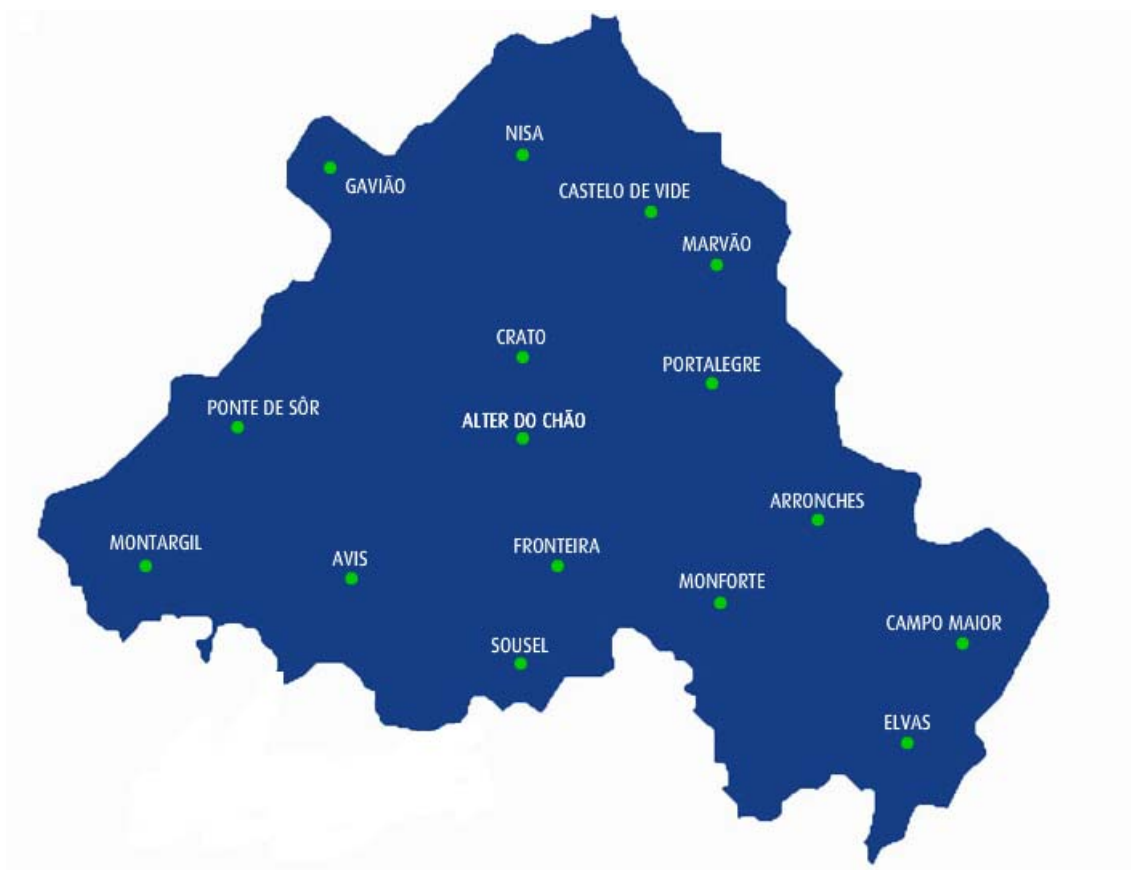 NISA
GAVIÃO
CASTELO DE VIDE
MARVÃO
CRATO
PORTALEGRE
PONTE DE SÔR
ALTER DO CHÃO
ARRONCHES
MONTARGIL
FRONTEIRA
AVIS
MONFORTE
CAMPO MAIOR
SOUSEL
ELVAS